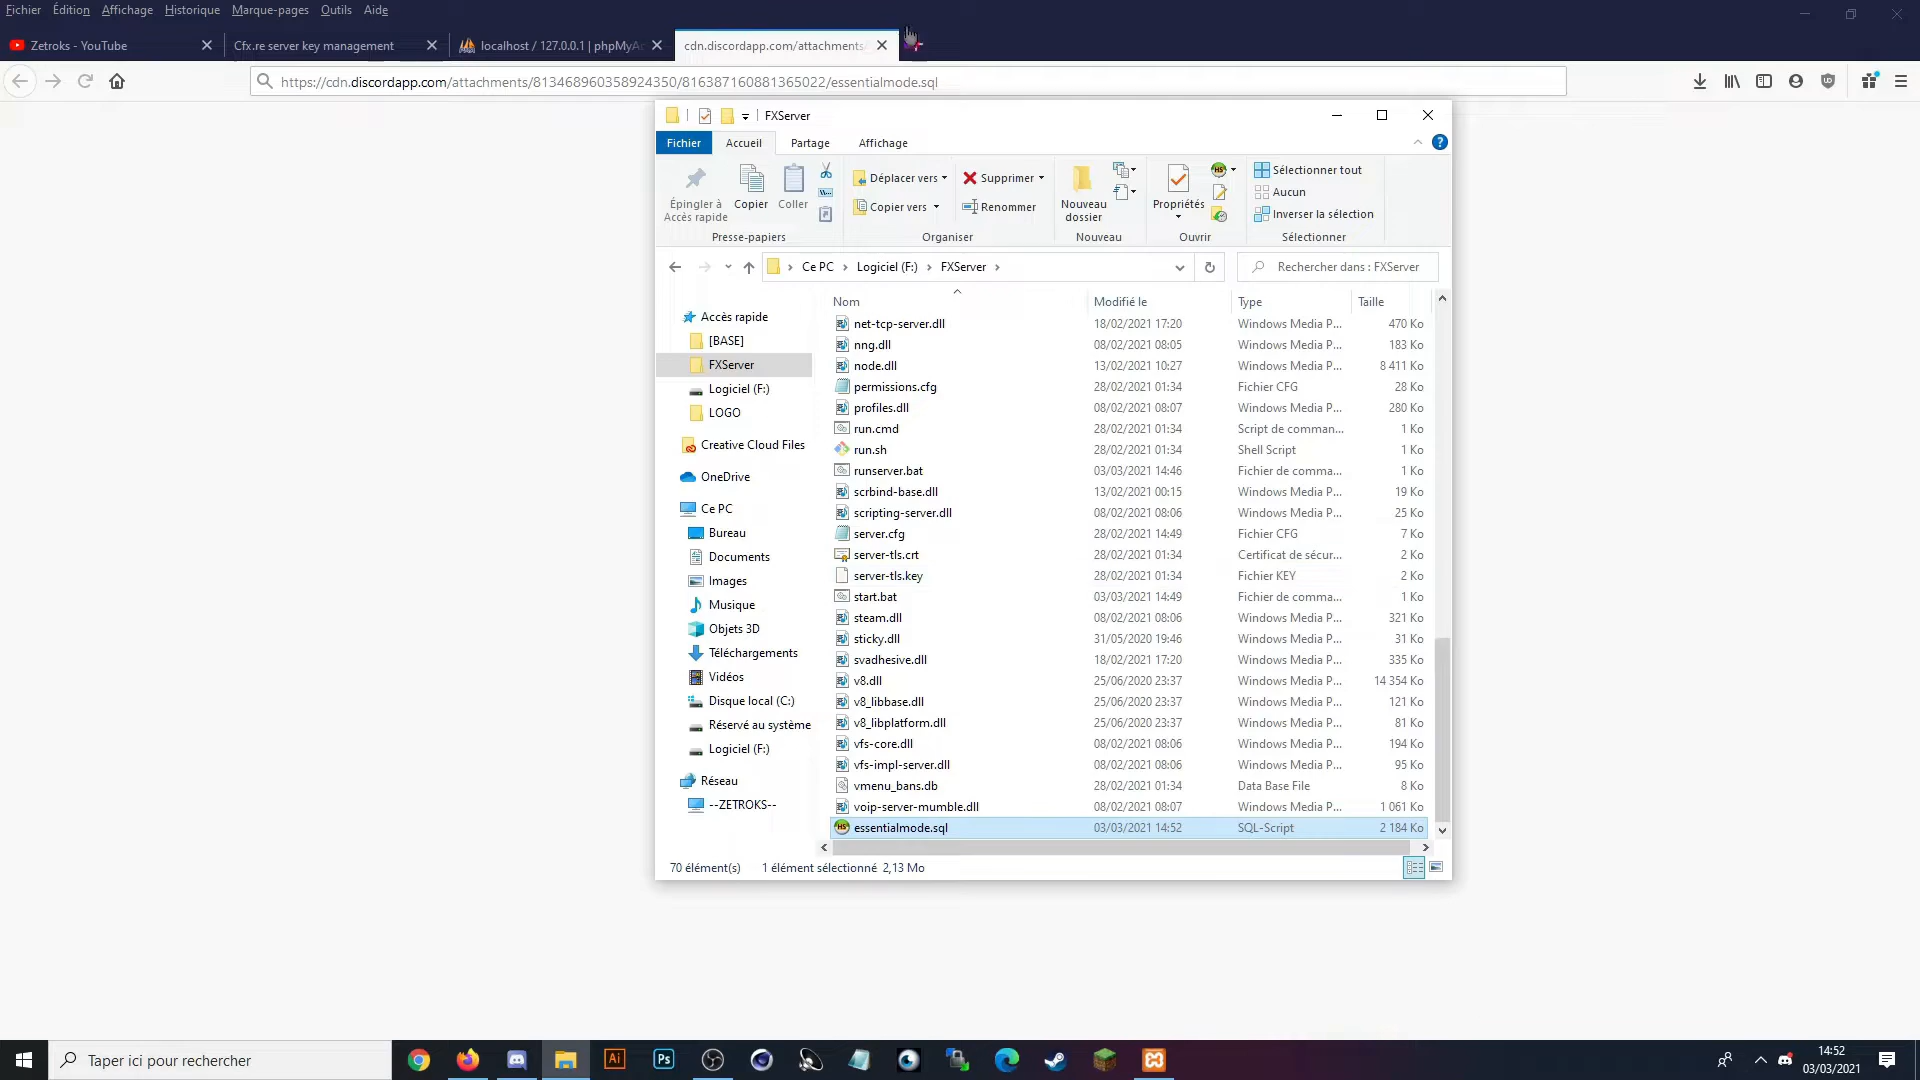 Fichier Édition Affichage Historique Marque-pages Outils Aide
Zetroks - YouTube
Cfx.re server key management
localhost / 127.0.0.1 | phpMyA
cdn.discordapp.com/attachments
https://cdn.discordapp.com/attachments/813468960358924350/816387160881365022/essentialmode.sql
FXServer
Fichier Accueil Partage Affichage
Épingler à Accès rapide
Copier
Coller
Presse-papiers
Déplacer vers
Copier vers
Supprimer
Renommer
Organiser
Nouveau dossier
Nouveau
Propriétés
Ouvrir
Sélectionner tout
Aucun
Inverser la sélection
Sélectionner
Ce PC > Logiciel (F:) > FXServer >
Rechercher dans : FXServer
Accès rapide
[BASE]
FXServer
Logiciel (F:)
LOGO
Creative Cloud Files
OneDrive
Ce PC
Bureau
Documents
Images
Musique
Objets 3D
Téléchargements
Vidéos
Disque local (C:)
Réservé au système
Logiciel (F:)
Réseau
--ZETROKS--
Nom Modifié le Type Taille
net-tcp-server.dll 18/02/2021 17:20 Windows Media P... 470 Ko
nng.dll 08/02/2021 08:05 Windows Media P... 183 Ko
node.dll 13/02/2021 10:27 Windows Media P... 8 411 Ko
permissions.cfg 28/02/2021 01:34 Fichier CFG 28 Ko
profiles.dll 08/02/2021 08:07 Windows Media P... 280 Ko
run.cmd 28/02/2021 01:34 Script de comman... 1 Ko
run.sh 28/02/2021 01:34 Shell Script 1 Ko
runserver.bat 03/03/2021 14:46 Fichier de comma... 1 Ko
scrbind-base.dll 13/02/2021 00:15 Windows Media P... 19 Ko
scripting-server.dll 08/02/2021 08:06 Windows Media P... 25 Ko
server.cfg 28/02/2021 14:49 Fichier CFG 7 Ko
server-tls.crt 28/02/2021 01:34 Certificat de sécur... 2 Ko
server-tls.key 28/02/2021 01:34 Fichier KEY 2 Ko
start.bat 03/03/2021 14:49 Fichier de comma... 1 Ko
steam.dll 08/02/2021 08:06 Windows Media P... 321 Ko
sticky.dll 31/05/2020 19:46 Windows Media P... 31 Ko
svadhesive.dll 18/02/2021 17:20 Windows Media P... 335 Ko
v8.dll 25/06/2020 23:37 Windows Media P... 14 354 Ko
v8_libbase.dll 25/06/2020 23:37 Windows Media P... 121 Ko
v8_libplatform.dll 25/06/2020 23:37 Windows Media P... 81 Ko
vfs-core.dll 08/02/2021 08:06 Windows Media P... 194 Ko
vfs-impl-server.dll 08/02/2021 08:06 Windows Media P... 95 Ko
vmenu_bans.db 28/02/2021 01:34 Data Base File 8 Ko
voip-server-mumble.dll 08/02/2021 08:07 Windows Media P... 1 061 Ko
essentialmode.sql 03/03/2021 14:52 SQL-Script 2 184 Ko
70 élément(s) 1 élément sélectionné 2,13 Mo
Taper ici pour rechercher
Ai
Ps
14:52
03/03/2021